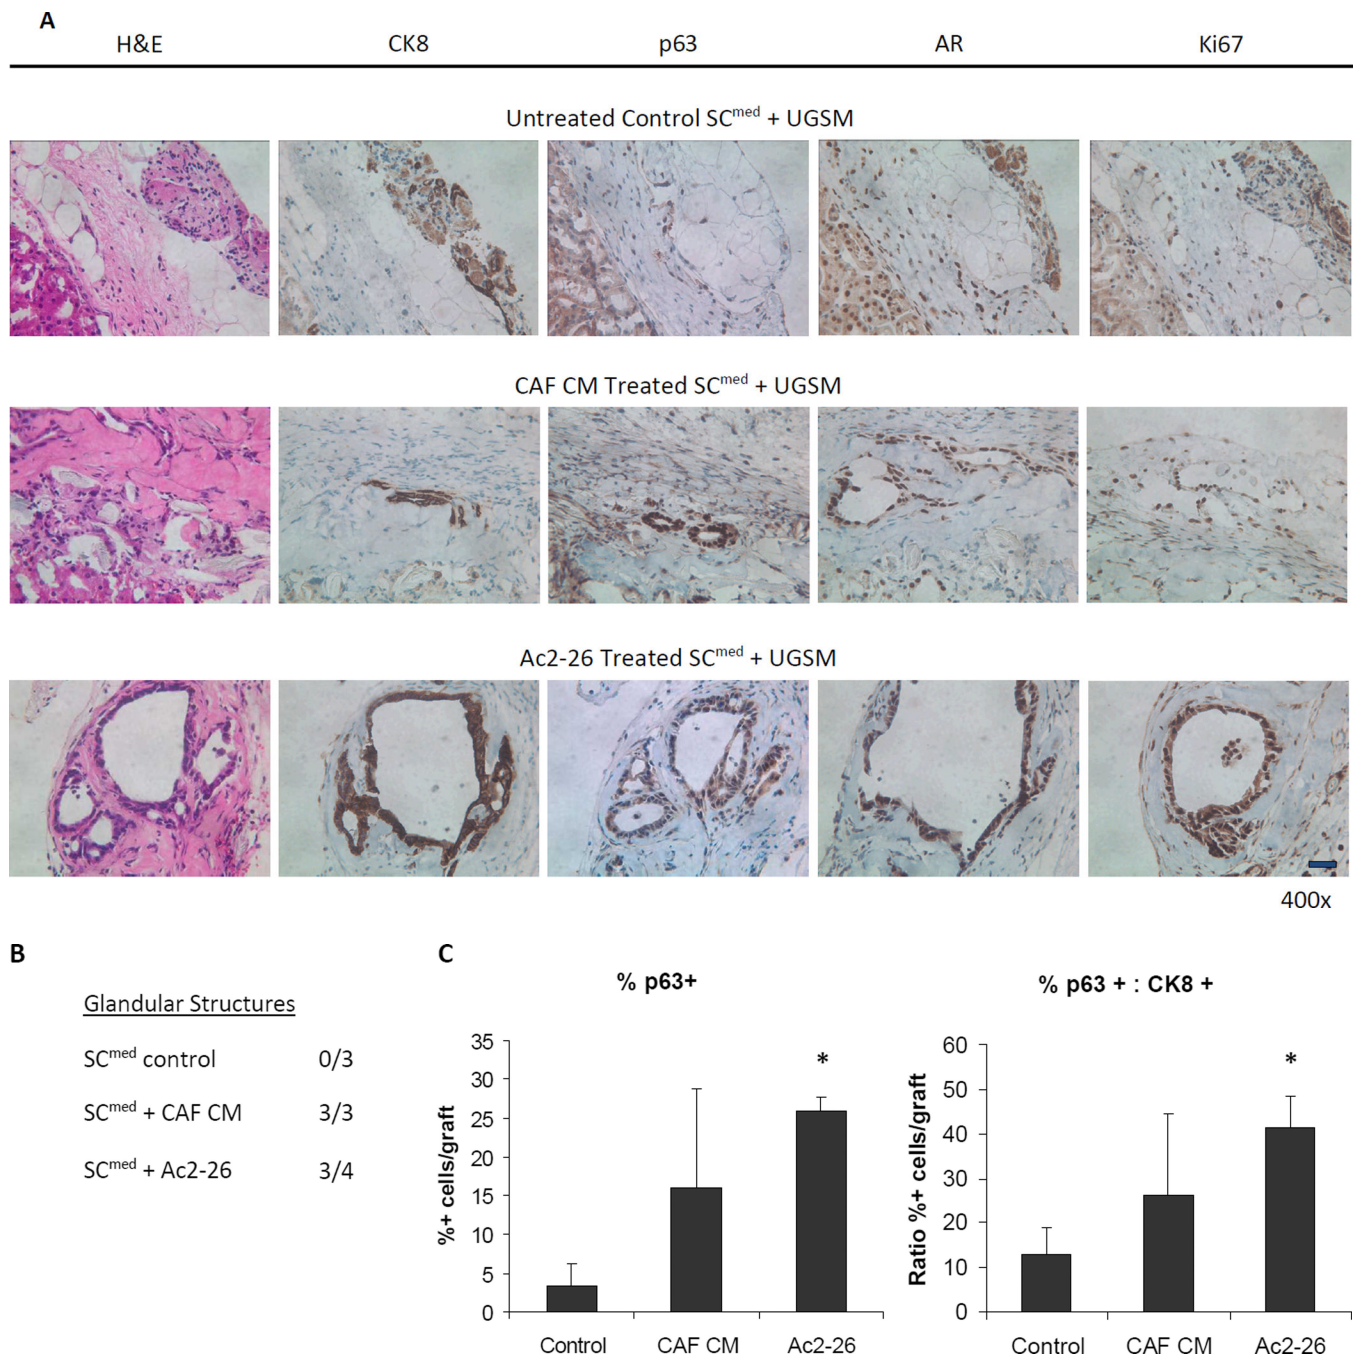 A
H&E CK8 p63 AR Ki67
Untreated Control SCmed + UGSM
CAF CM Treated SCmed + UGSM
Ac2-26 Treated SCmed + UGSM
400x
B
Glandular Structures
SCmed control 0/3
SCmed + CAF CM 3/3
SCmed + Ac2-26 3/4
C
% p63+
%+ cells/graft
35
30
25
20
15
10
5
0
*
Control CAF CM Ac2-26
% p63 + : CK8 +
Ratio %+ cells/graft
60
50
40
30
20
10
0
*
Control CAF CM Ac2-26